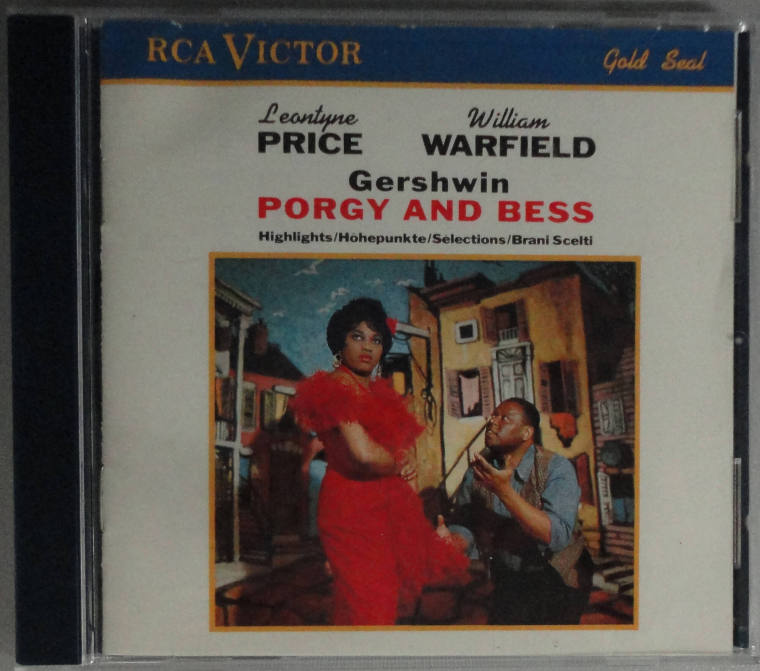 RCA VICTOR
Gold Seal
Leontyne William
PRICE WARFIELD
Gershwin
PORGY AND BESS
Highlights/Höhepunkte/Sélections/Brani Scelti